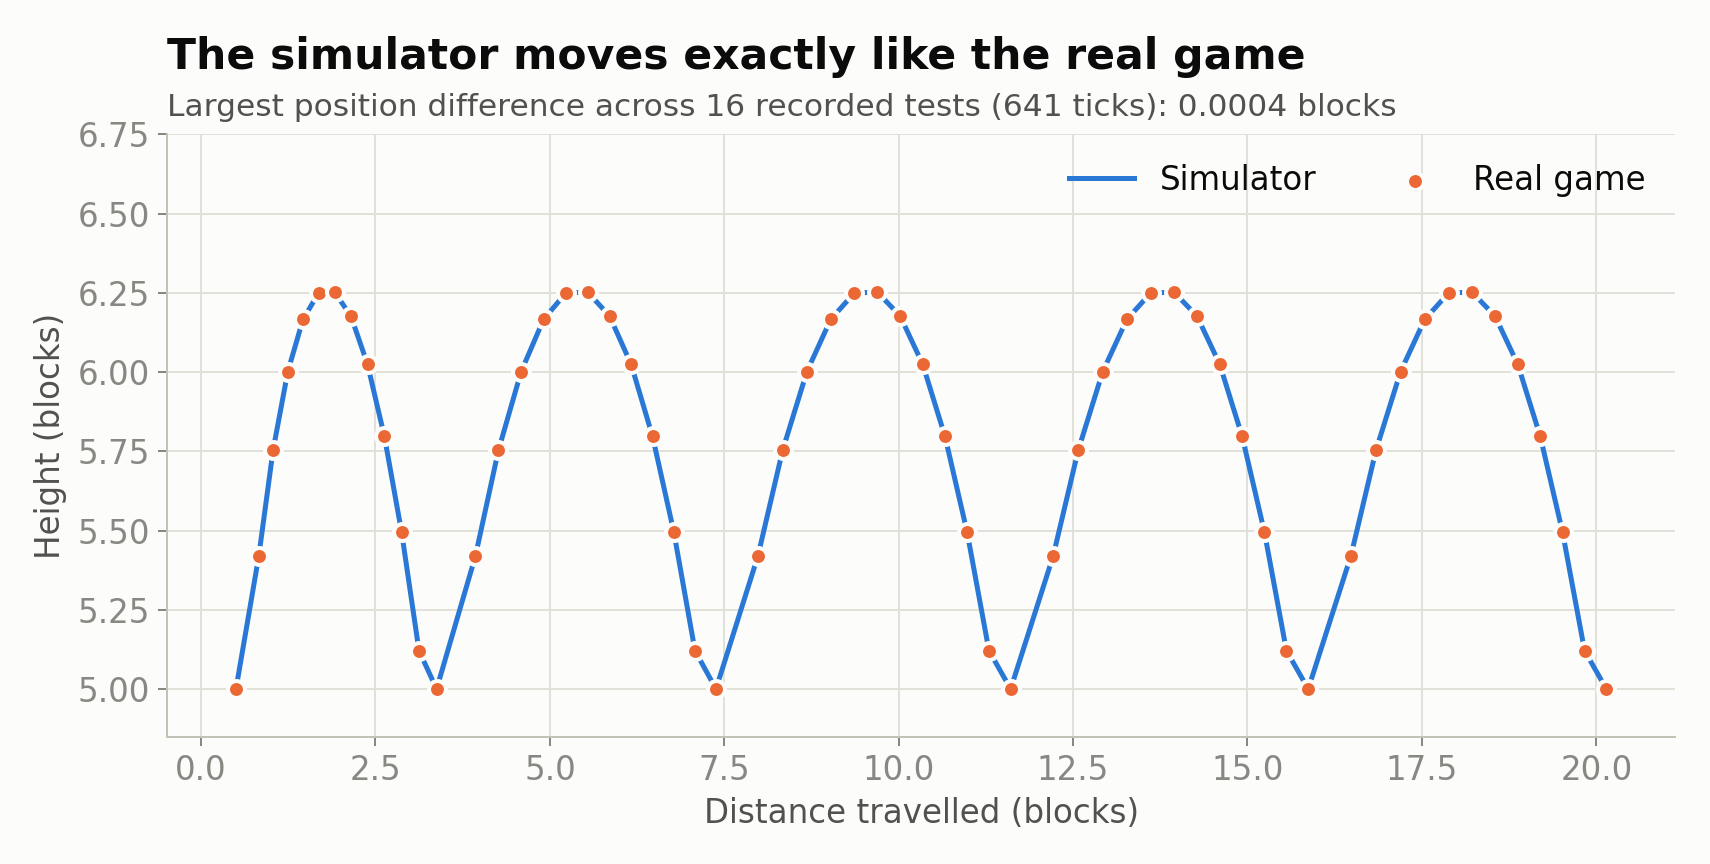 The simulator moves exactly like the real game
Largest position difference across 16 recorded tests (641 ticks): 0.0004 blocks
Simulator
Real game
6.75
6.50
6.25
6.00
5.75
5.50
5.25
5.00
Height (blocks)
0.0 2.5 5.0 7.5 10.0 12.5 15.0 17.5 20.0
Distance travelled (blocks)